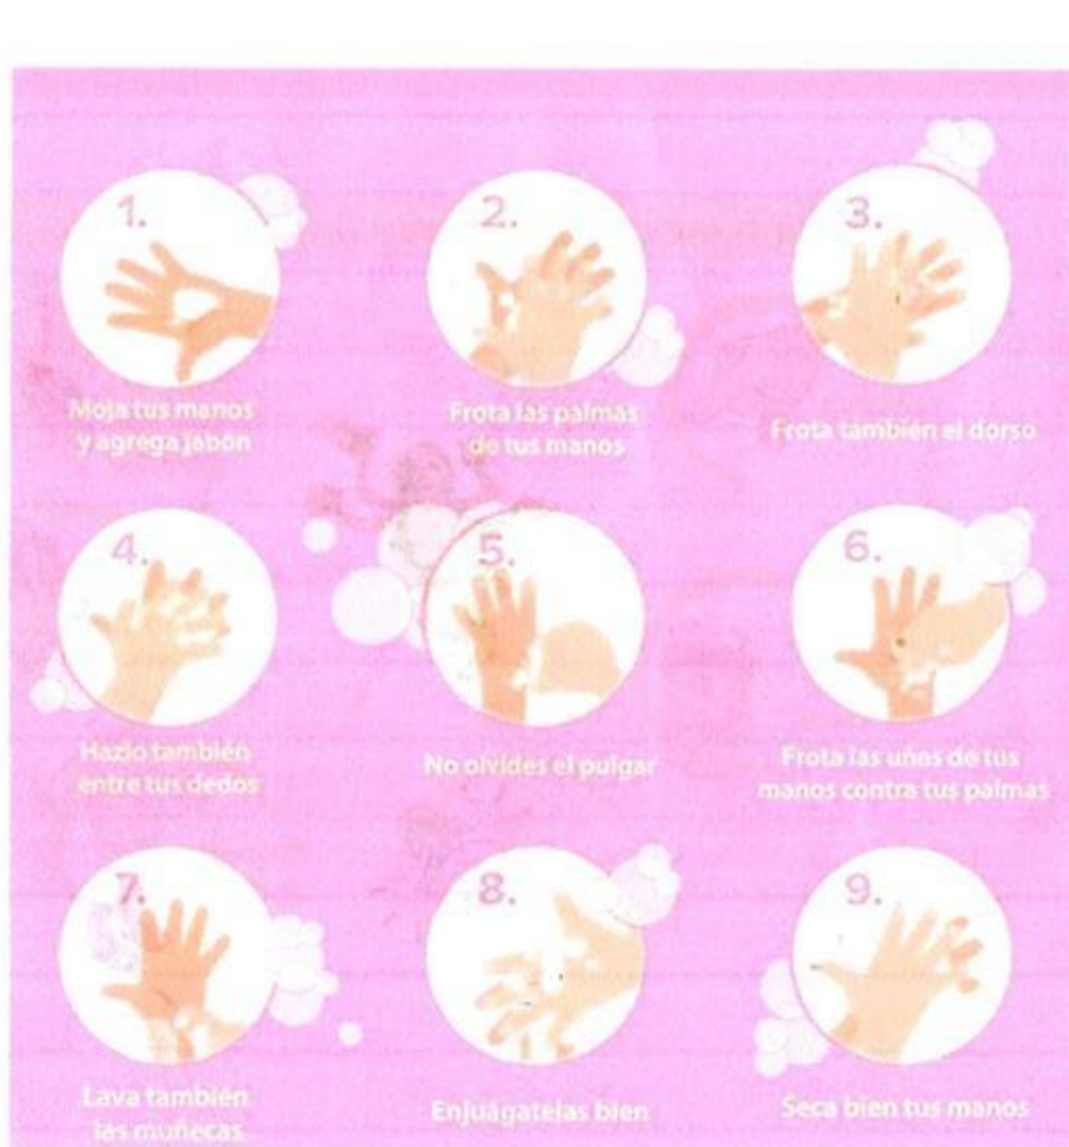 1.
Moja tus manos
y agrega jabón
2.
Frota las palmas
de tus manos
3.
Frota también el dorso
4.
Hazlo también
entre tus dedos
5.
No olvides el pulgar
6.
Frota las uñas de tus
manos contra tus palmas
7.
Lava también
las muñecas
8.
Enjuágatelas bien
9.
Seca bien tus manos